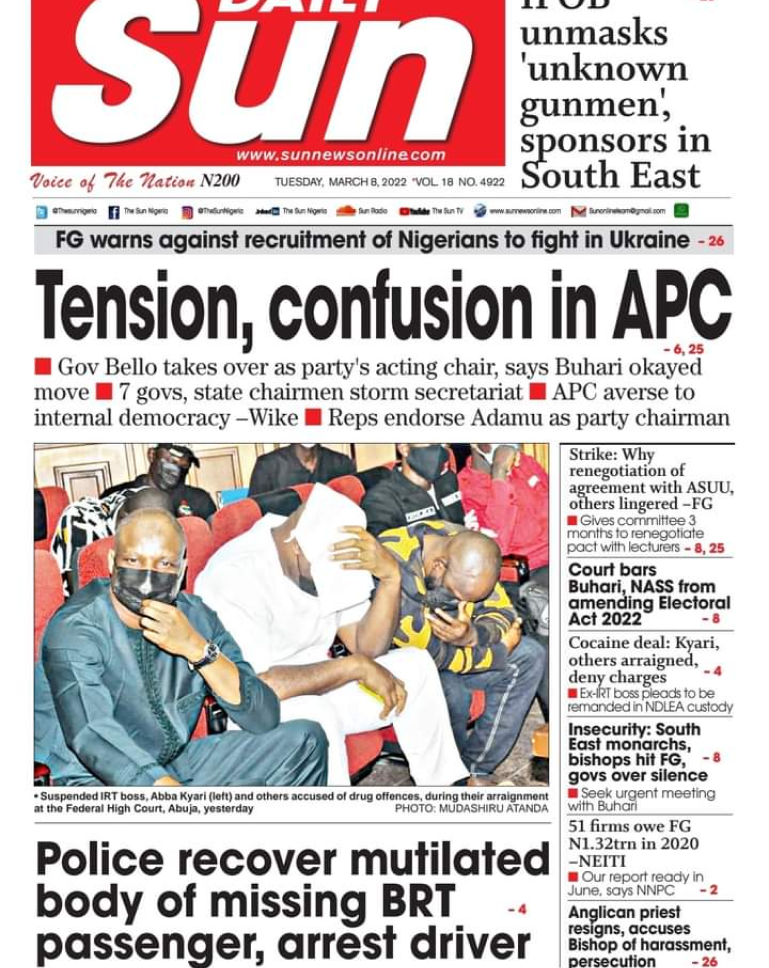 DAILY
Sun
www.sunnewsonline.com
Voice of The Nation N200
TUESDAY, MARCH 8, 2022 *VOL. 18 NO. 4922
IPOB
unmasks
'unknown
gunmen',
sponsors in
South East
@Thesunnigeria The Sun Nigeria @TheSunNigeria The Sun Nigeria Sun Radio YouTube The Sun TV www.sunnewsonline.com
FG warns against recruitment of Nigerians to fight in Ukraine - 26
Tension, confusion in APC
- 6, 25
Gov Bello takes over as party's acting chair, says Buhari okayed
move ■ 7 govs, state chairmen storm secretariat ■ APC averse to
internal democracy –Wike ■ Reps endorse Adamu as party chairman
• Suspended IRT boss, Abba Kyari (left) and others accused of drug offences, during their arraignment
at the Federal High Court, Abuja, yesterday PHOTO: MUDASHIRU ATANDA
Police recover mutilated
body of missing BRT - 4
passenger, arrest driver
Strike: Why
renegotiation of
agreement with ASUU,
others lingered –FG
■ Gives committee 3
months to renegotiate
pact with lecturers - 8, 25
Court bars
Buhari, NASS from
amending Electoral
Act 2022 - 8
Cocaine deal: Kyari,
others arraigned, - 4
deny charges
■ Ex-IRT boss pleads to be
remanded in NDLEA custody
Insecurity: South
East monarchs,
bishops hit FG, - 8
govs over silence
■ Seek urgent meeting
with Buhari
51 firms owe FG
N1.32trn in 2020
–NEITI
■ Our report ready in
June, says NNPC - 2
Anglican priest
resigns, accuses
Bishop of harassment,
persecution - 26